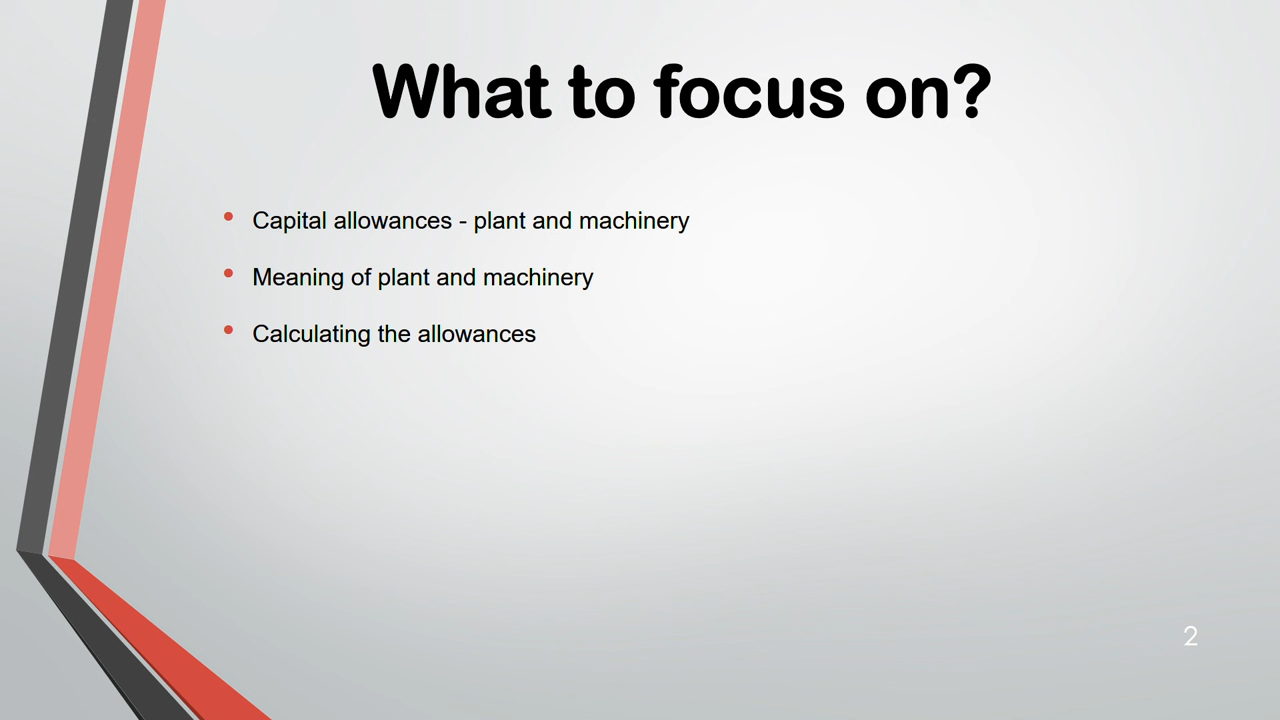 What to focus on?
• Capital allowances - plant and machinery
• Meaning of plant and machinery
• Calculating the allowances
2